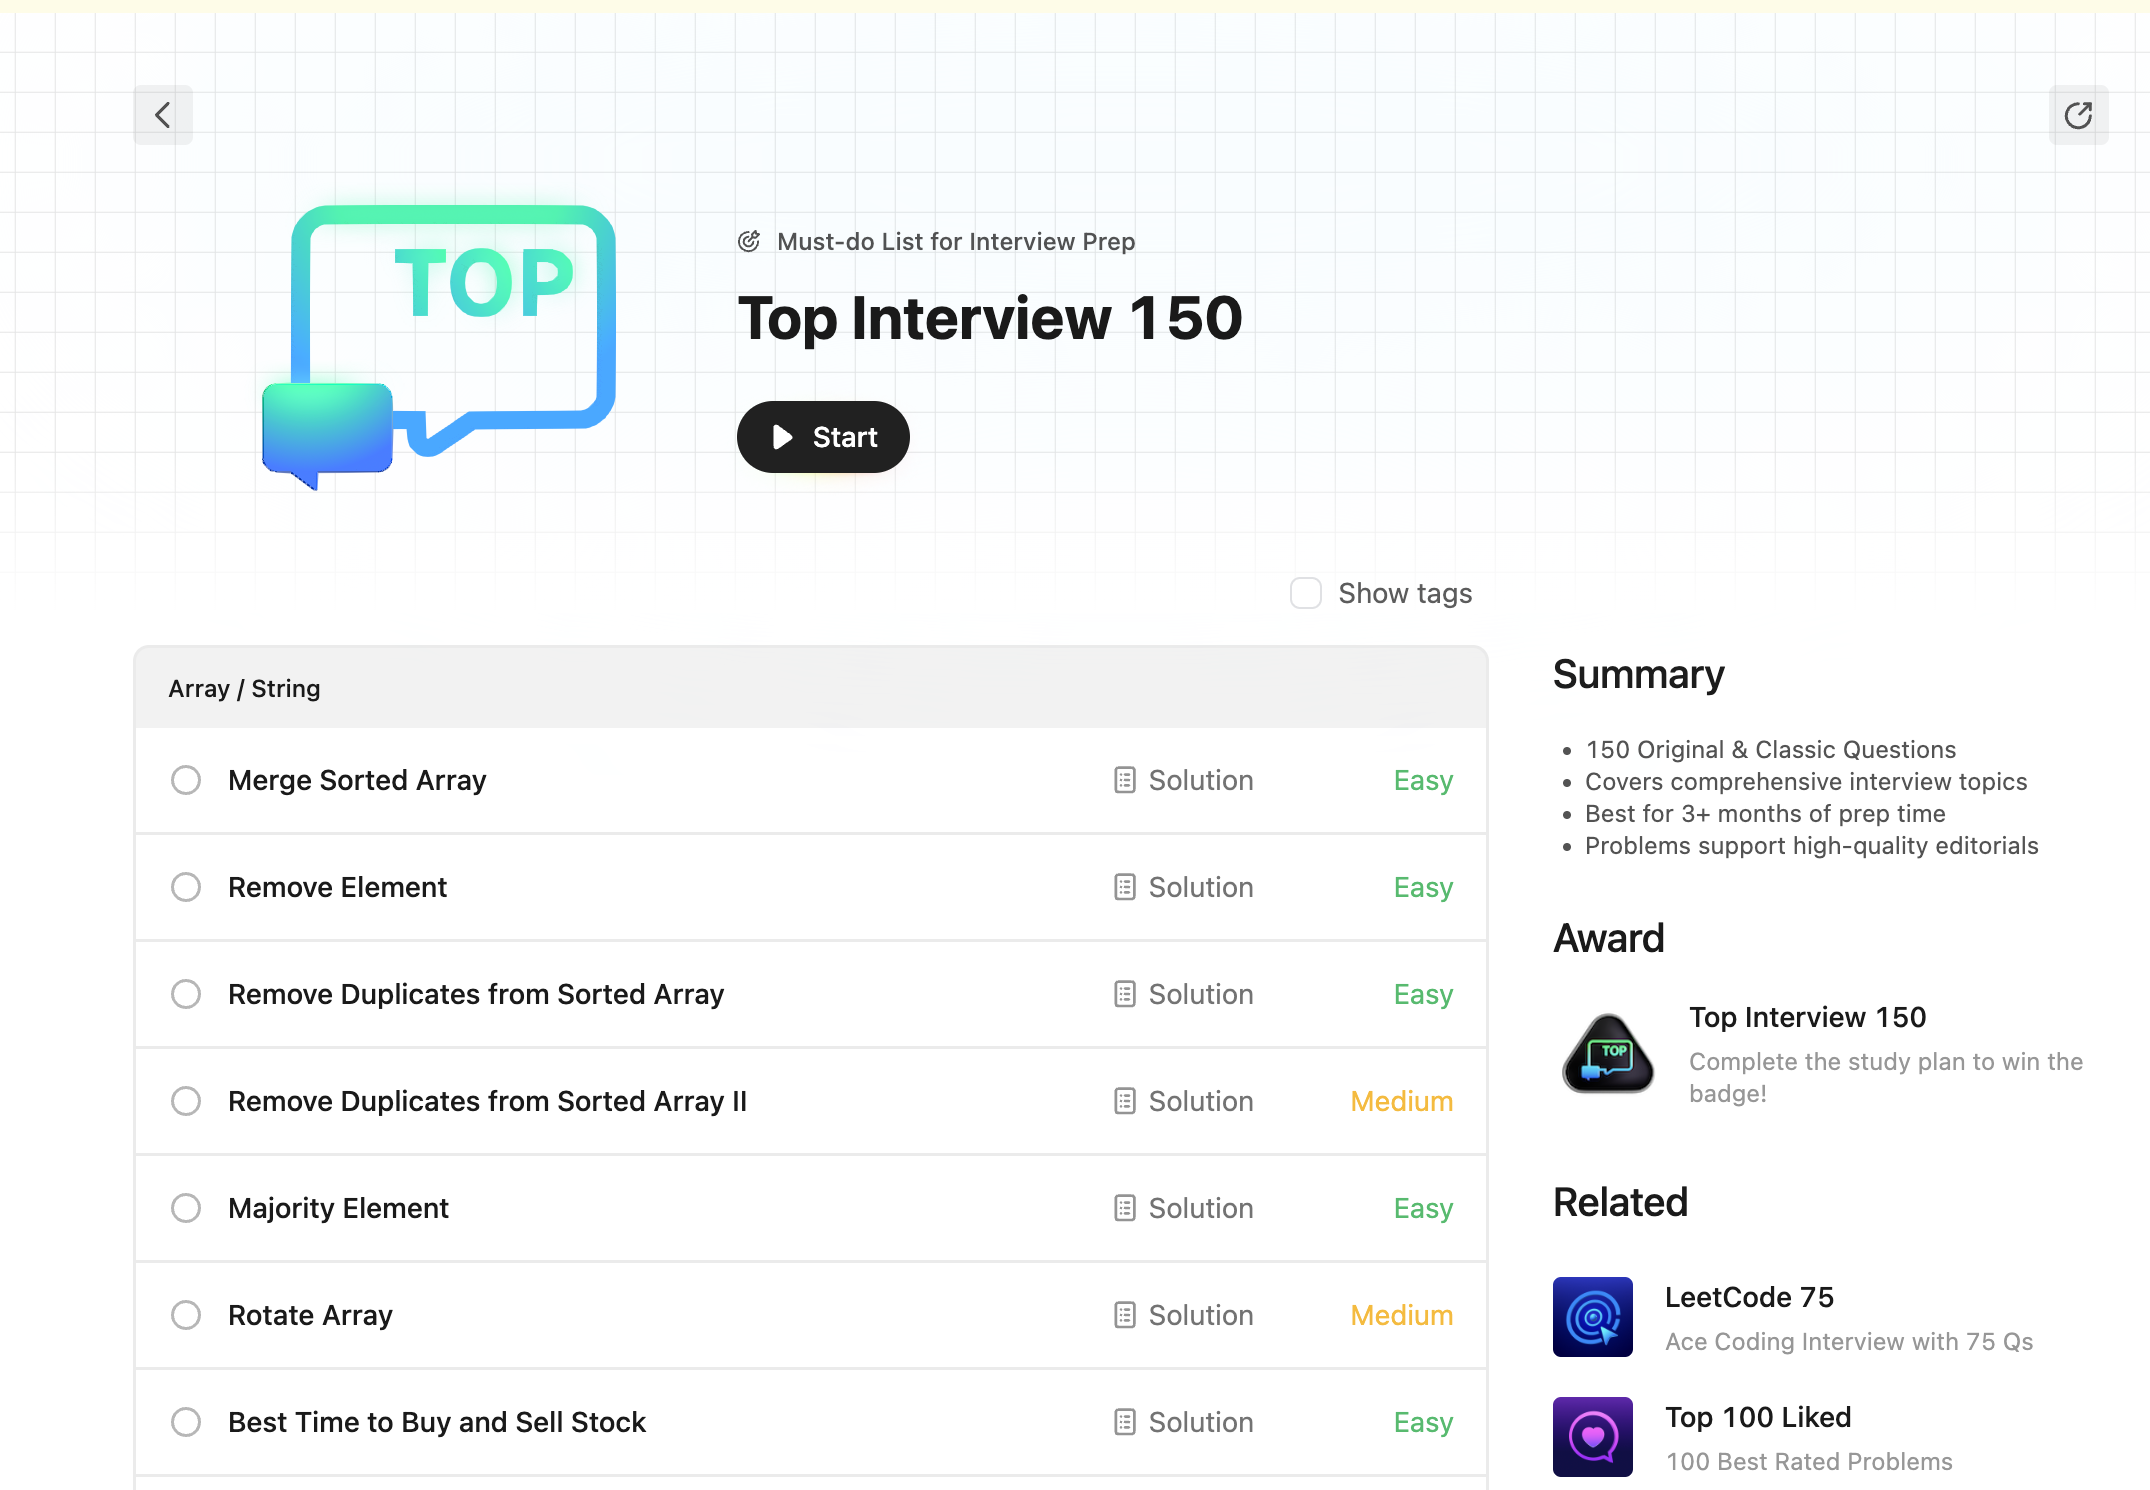 TOP
Must-do List for Interview Prep
Top Interview 150
Start
Show tags
Array / String
Merge Sorted Array Solution Easy
Remove Element Solution Easy
Remove Duplicates from Sorted Array Solution Easy
Remove Duplicates from Sorted Array II Solution Medium
Majority Element Solution Easy
Rotate Array Solution Medium
Best Time to Buy and Sell Stock Solution Easy
Summary
• 150 Original & Classic Questions
• Covers comprehensive interview topics
• Best for 3+ months of prep time
• Problems support high-quality editorials
Award
TOP
Top Interview 150
Complete the study plan to win the
badge!
Related
LeetCode 75
Ace Coding Interview with 75 Qs
Top 100 Liked
100 Best Rated Problems